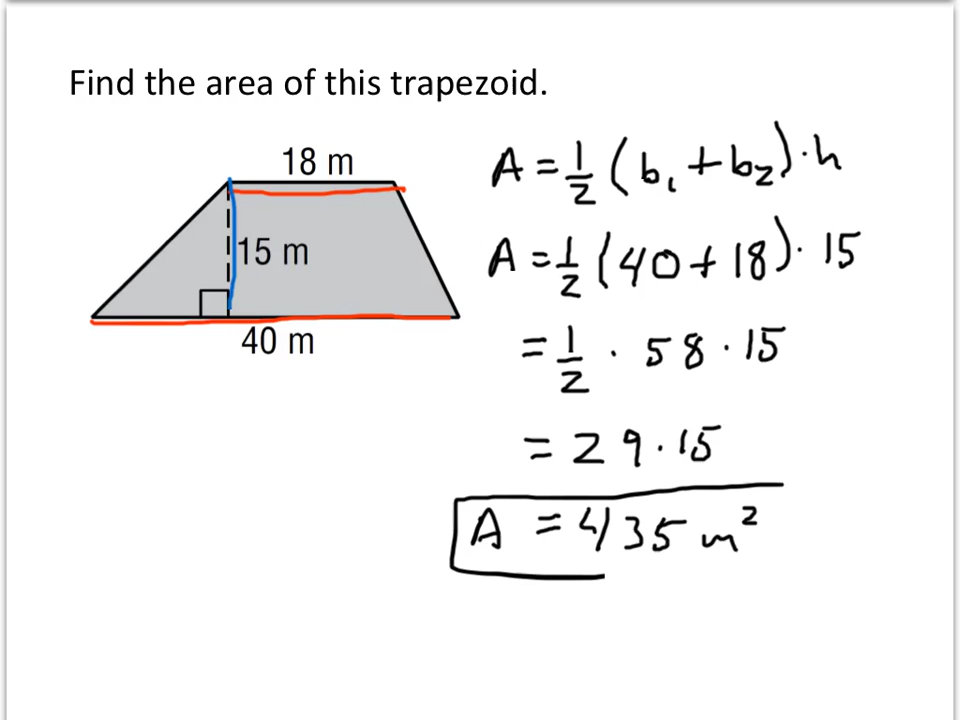 Find the area of this trapezoid.
18 m
15 m
40 m
A = 1/2 (b₁ + b₂) · h
A = 1/2 (40 + 18) · 15
= 1/2 · 58 · 15
= 29 · 15
A = 435 m²